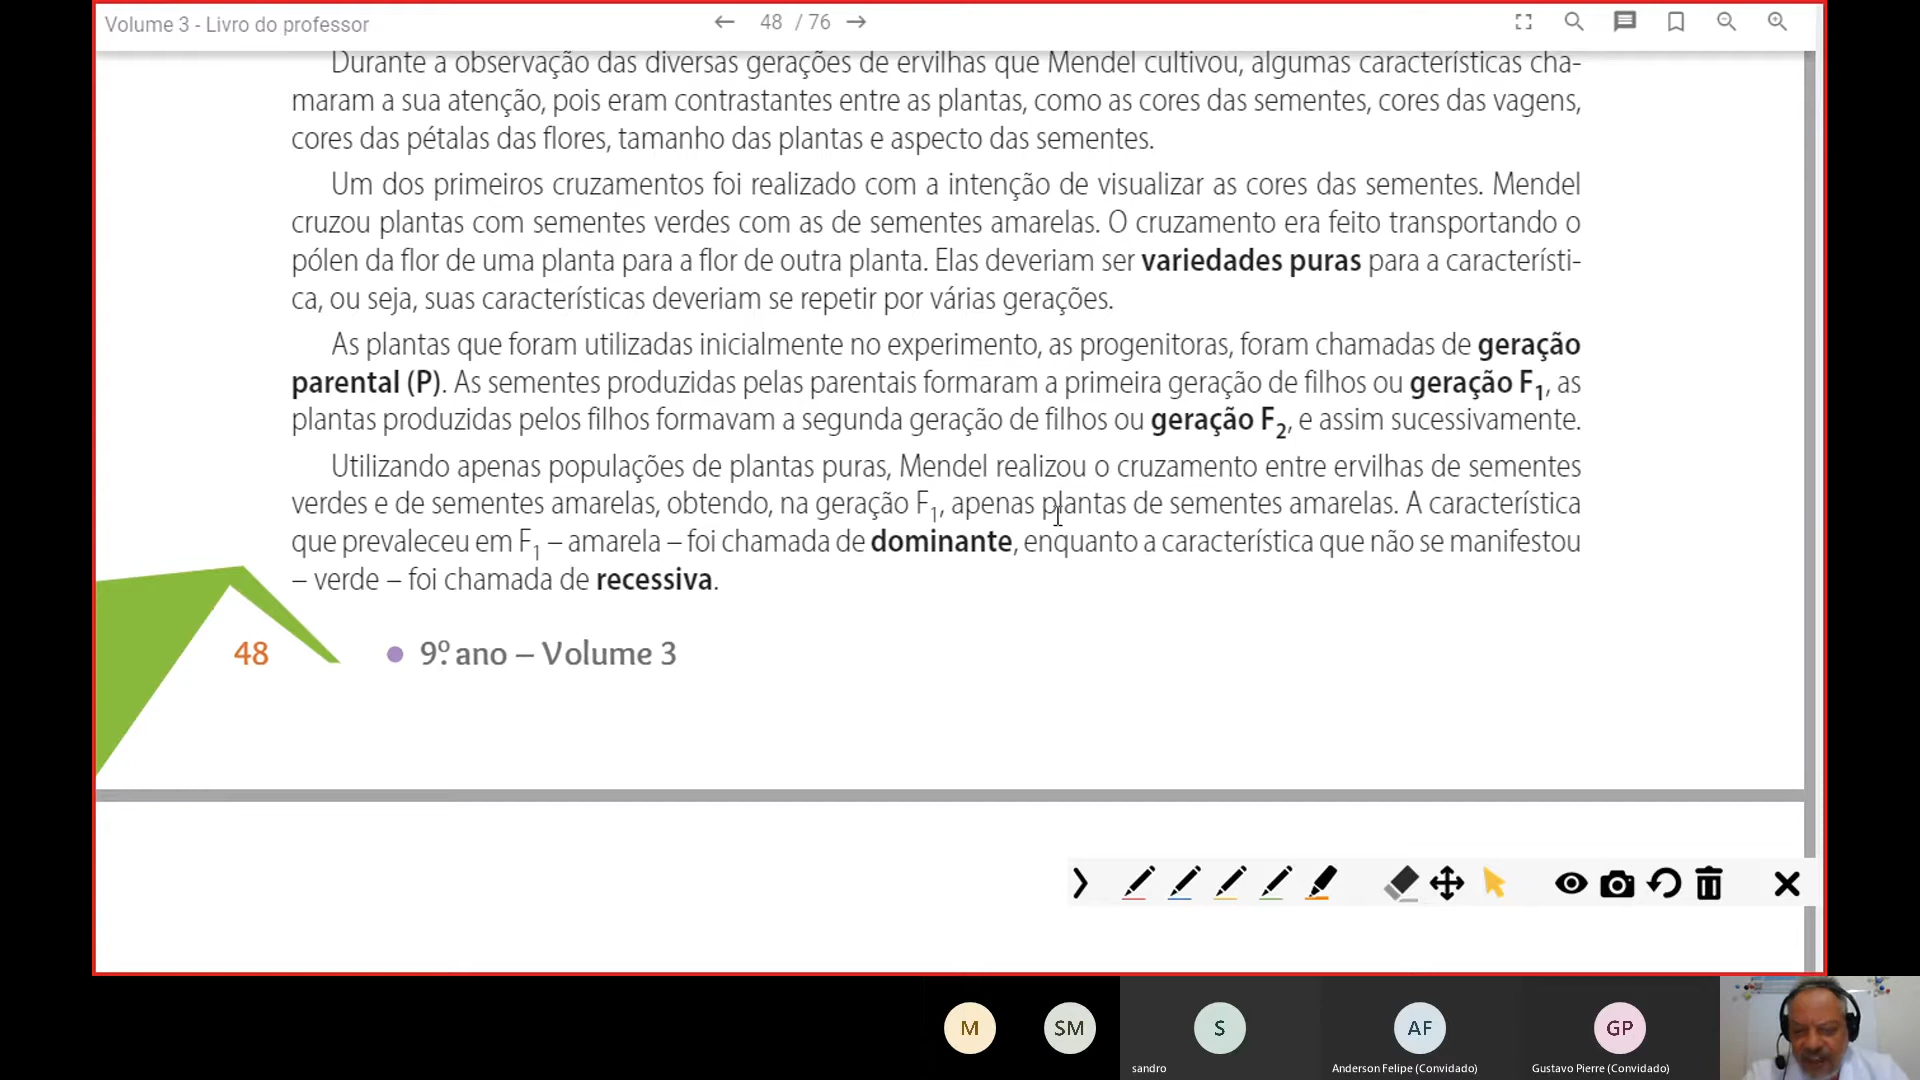 Volume 3 - Livro do professor
48 / 76
Durante a observação das diversas gerações de ervilhas que Mendel cultivou, algumas características cha-
maram a sua atenção, pois eram contrastantes entre as plantas, como as cores das sementes, cores das vagens,
cores das pétalas das flores, tamanho das plantas e aspecto das sementes.
Um dos primeiros cruzamentos foi realizado com a intenção de visualizar as cores das sementes. Mendel
cruzou plantas com sementes verdes com as de sementes amarelas. O cruzamento era feito transportando o
pólen da flor de uma planta para a flor de outra planta. Elas deveriam ser variedades puras para a característi-
ca, ou seja, suas características deveriam se repetir por várias gerações.
As plantas que foram utilizadas inicialmente no experimento, as progenitoras, foram chamadas de geração
parental (P). As sementes produzidas pelas parentais formaram a primeira geração de filhos ou geração F1, as
plantas produzidas pelos filhos formavam a segunda geração de filhos ou geração F2, e assim sucessivamente.
Utilizando apenas populações de plantas puras, Mendel realizou o cruzamento entre ervilhas de sementes
verdes e de sementes amarelas, obtendo, na geração F1, apenas plantas de sementes amarelas. A característica
que prevaleceu em F1 – amarela – foi chamada de dominante, enquanto a característica que não se manifestou
– verde – foi chamada de recessiva.
48
9º. ano – Volume 3
M
SM
S
AF
GP
sandro
Anderson Felipe (Convidado)
Gustavo Pierre (Convidado)